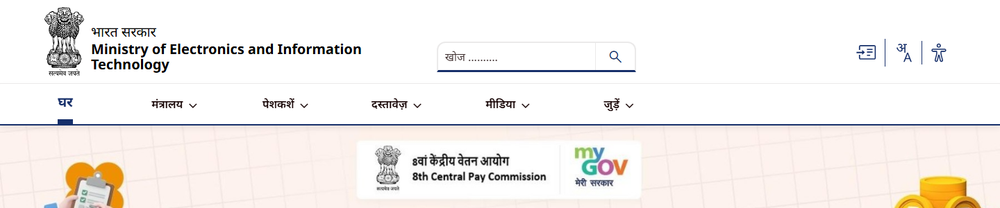 भारत सरकार
Ministry of Electronics and Information
Technology
सत्यमेव जयते
खोज ..........
अ
A
घर
मंत्रालय
पेशकशें
दस्तावेज़
मीडिया
जुड़ें
8वां केंद्रीय वेतन आयोग
8th Central Pay Commission
सत्यमेव जयते
my
GOV
मेरी सरकार